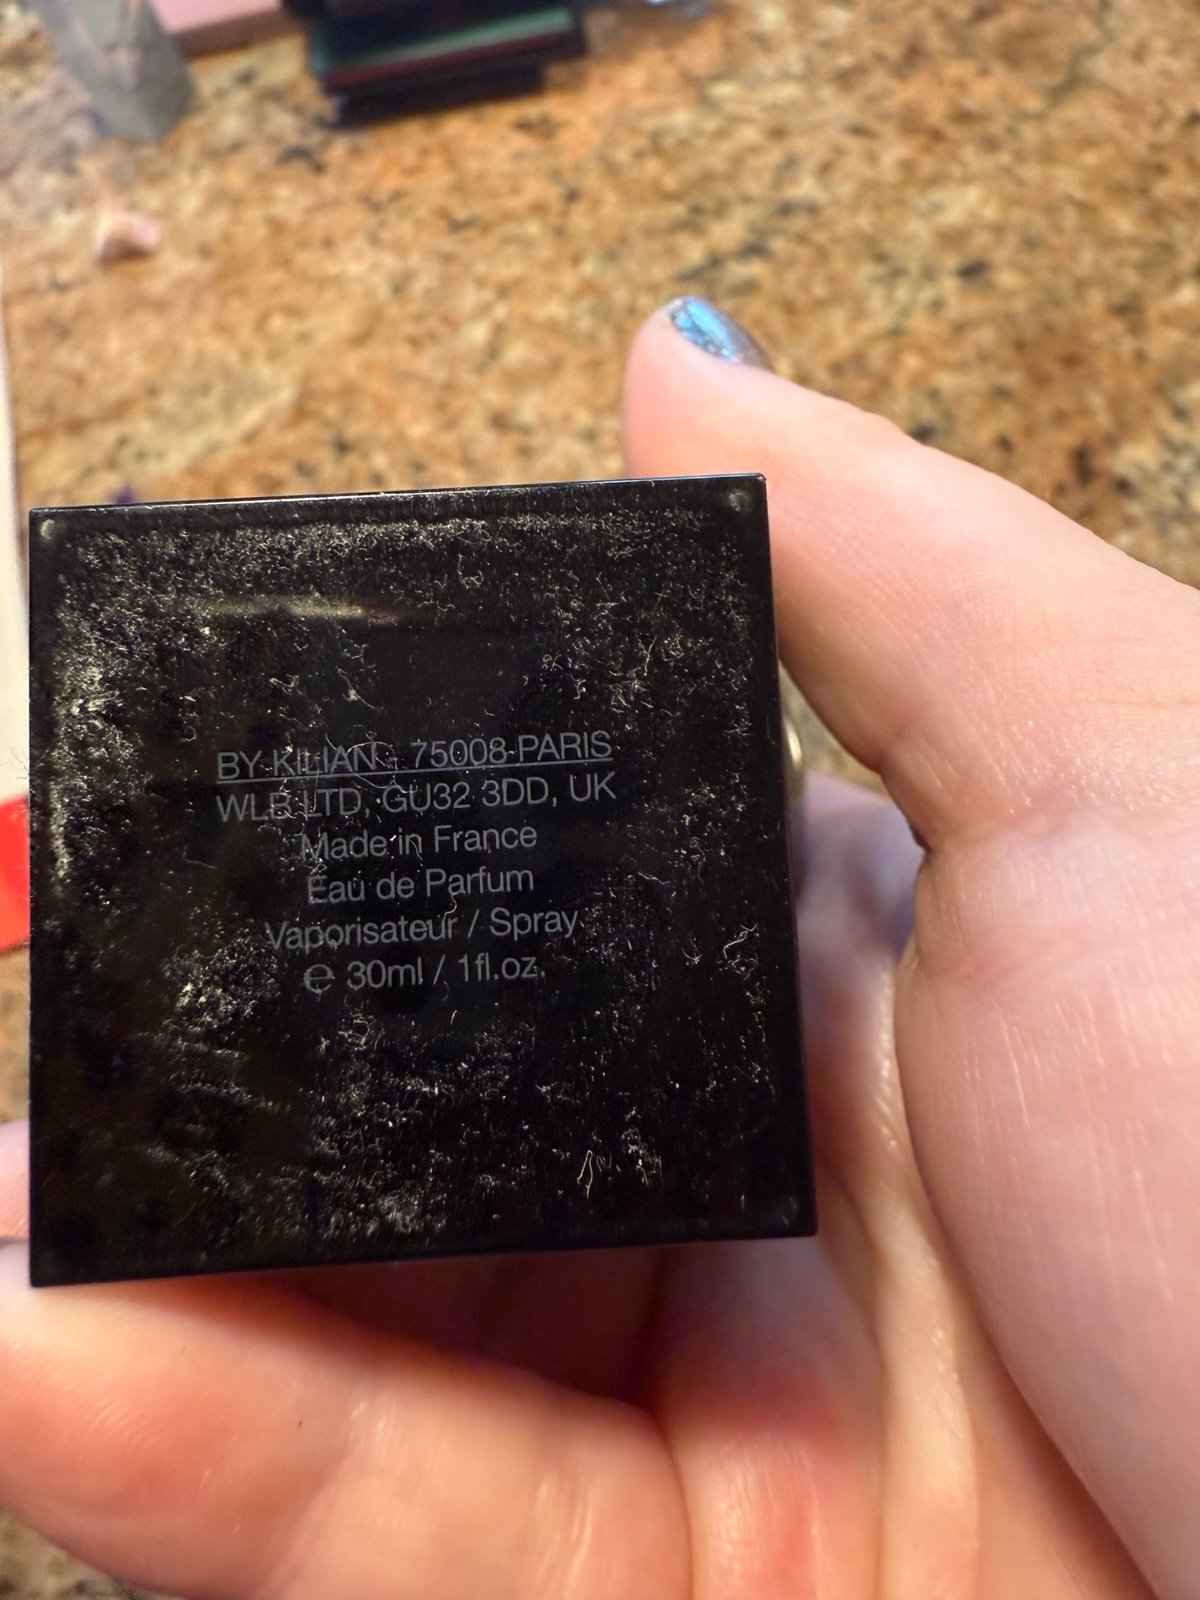 BY KILIAN - 75008 PARIS
WLB LTD, GU32 3DD, UK
Made in France
Eau de Parfum
Vaporisateur / Spray
℮ 30ml / 1fl.oz.